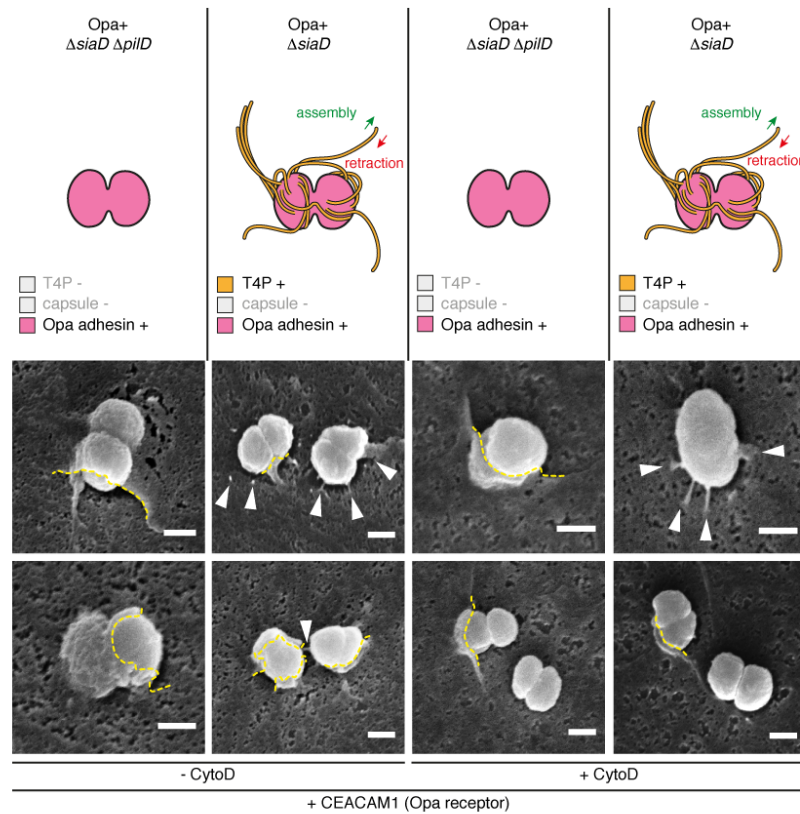 Opa+
ΔsiaD ΔpilD
Opa+
ΔsiaD
Opa+
ΔsiaD ΔpilD
Opa+
ΔsiaD
assembly
retraction
assembly
retraction
T4P -
capsule -
Opa adhesin +
T4P +
capsule -
Opa adhesin +
T4P -
capsule -
Opa adhesin +
T4P +
capsule -
Opa adhesin +
- CytoD
+ CytoD
+ CEACAM1 (Opa receptor)